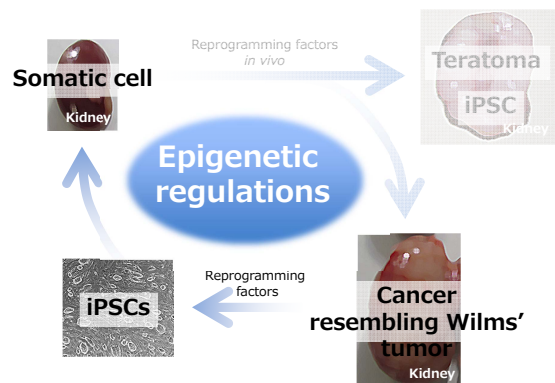 Reprogramming factors
in vivo
Somatic cell
Kidney
Teratoma
iPSC
Kidney
Epigenetic
regulations
Reprogramming
factors
iPSCs
Cancer
resembling Wilms'
tumor
Kidney